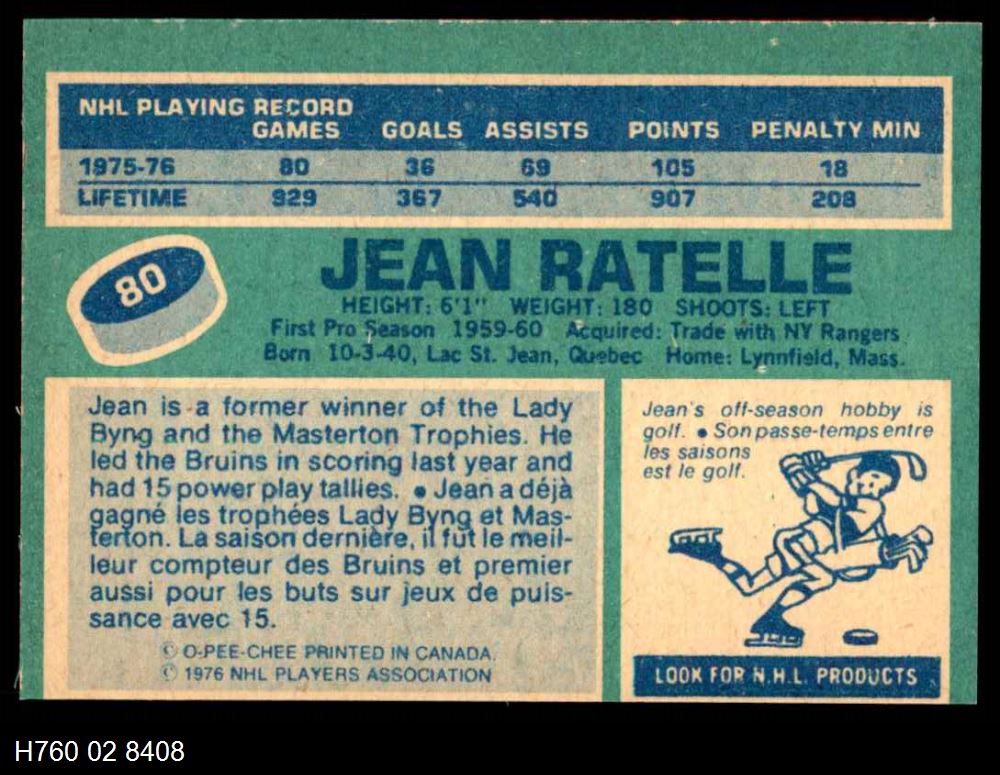 NHL PLAYING RECORD
GAMES GOALS ASSISTS POINTS PENALTY MIN
1975-76 80 36 69 105 18
LIFETIME 929 367 540 907 208
80
JEAN RATELLE
HEIGHT: 6'1" WEIGHT: 180 SHOOTS: LEFT
First Pro Season 1959-60 Acquired: Trade with NY Rangers
Born 10-3-40, Lac St. Jean, Quebec Home: Lynnfield, Mass.
Jean is a former winner of the Lady
Byng and the Masterton Trophies. He
led the Bruins in scoring last year and
had 15 power play tallies. • Jean a déjà
gagné les trophées Lady Byng et Mas-
terton. La saison dernière, il fut le meil-
leur compteur des Bruins et premier
aussi pour les buts sur jeux de puis-
sance avec 15.
© O-PEE-CHEE PRINTED IN CANADA.
© 1976 NHL PLAYERS ASSOCIATION
Jean's off-season hobby is
golf. • Son passe-temps entre
les saisons
est le golf.
LOOK FOR N.H.L. PRODUCTS
H760 02 8408